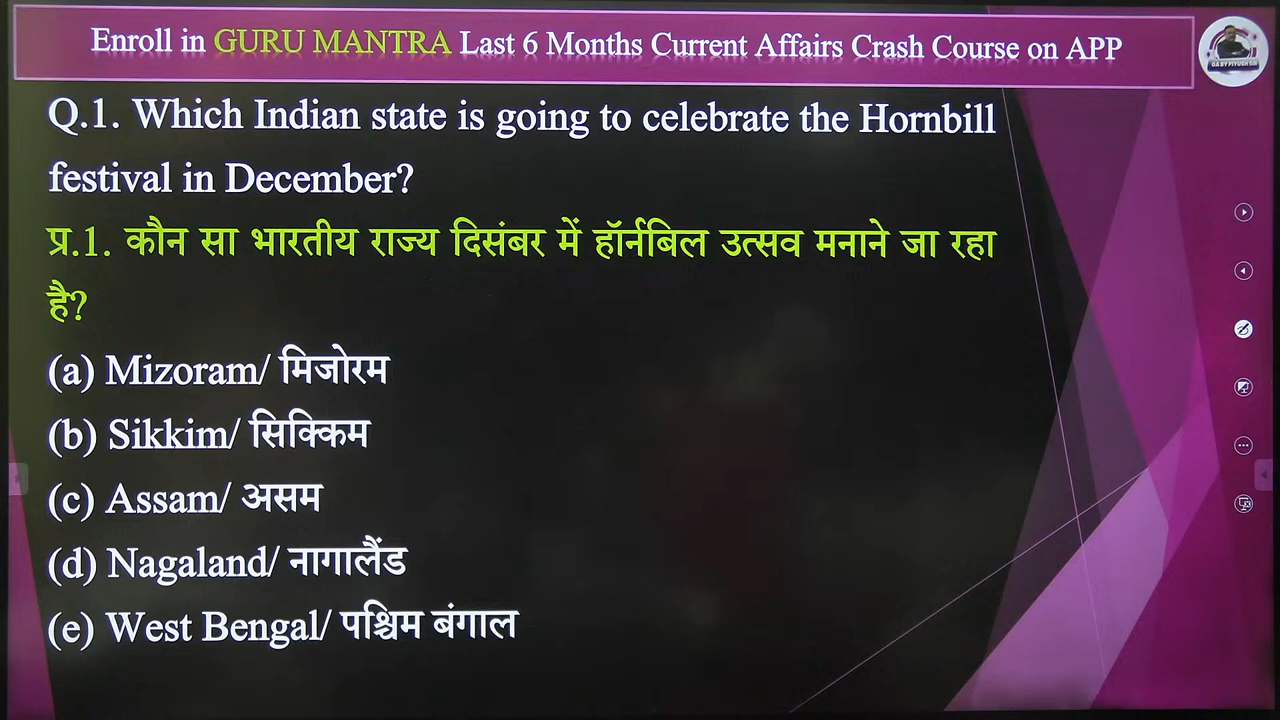 Enroll in GURU MANTRA Last 6 Months Current Affairs Crash Course on APP
Q.1. Which Indian state is going to celebrate the Hornbill
festival in December?
प्र.1. कौन सा भारतीय राज्य दिसंबर में हॉर्नबिल उत्सव मनाने जा रहा
है?
(a) Mizoram/ मिजोरम
(b) Sikkim/ सिक्किम
(c) Assam/ असम
(d) Nagaland/ नागालैंड
(e) West Bengal/ पश्चिम बंगाल